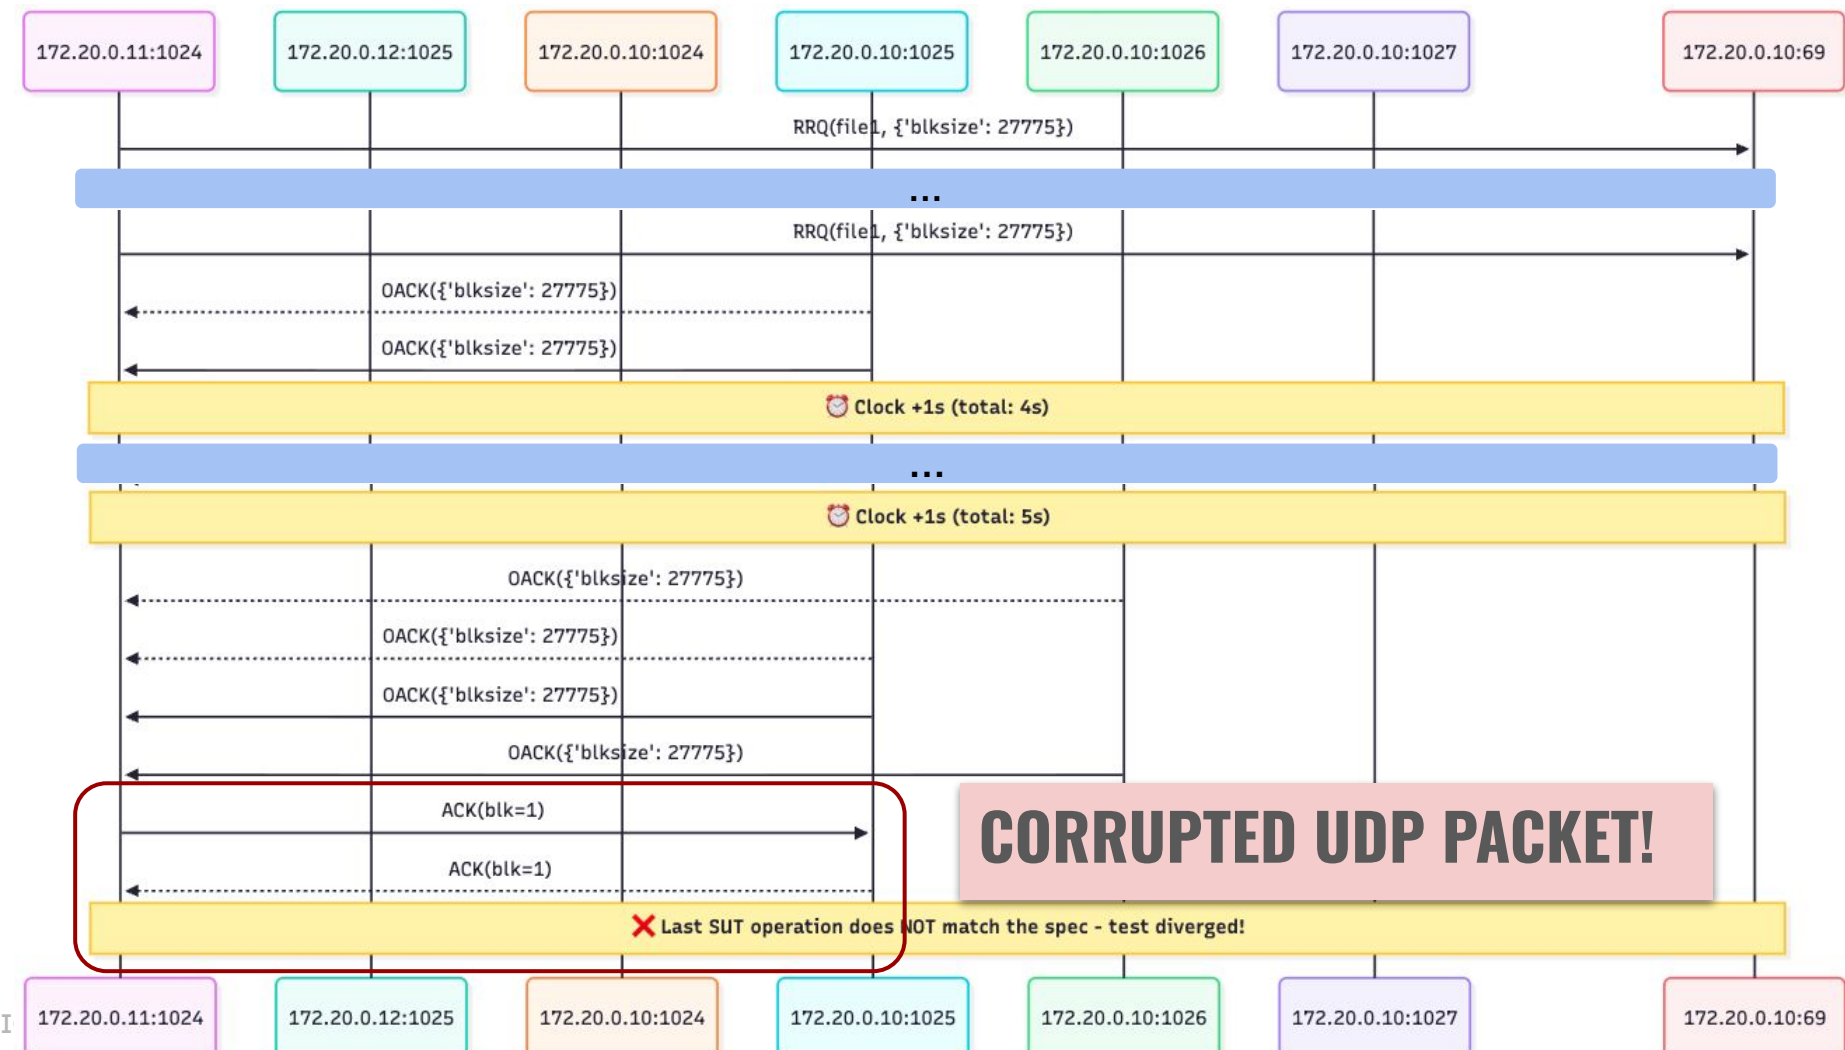 172.20.0.11:1024 172.20.0.12:1025 172.20.0.10:1024 172.20.0.10:1025 172.20.0.10:1026 172.20.0.10:1027 172.20.0.10:69
RRQ(file1, {'blksize': 27775})
...
RRQ(file1, {'blksize': 27775})
OACK({'blksize': 27775})
OACK({'blksize': 27775})
⏰ Clock +1s (total: 4s)
...
⏰ Clock +1s (total: 5s)
OACK({'blksize': 27775})
OACK({'blksize': 27775})
OACK({'blksize': 27775})
OACK({'blksize': 27775})
ACK(blk=1)
CORRUPTED UDP PACKET!
ACK(blk=1)
❌ Last SUT operation does NOT match the spec - test diverged!
172.20.0.11:1024 172.20.0.12:1025 172.20.0.10:1024 172.20.0.10:1025 172.20.0.10:1026 172.20.0.10:1027 172.20.0.10:69